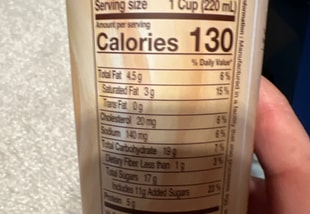 Serving size 1 Cup (220 mL)
Amount per serving
Calories 130
% Daily Value*
Total Fat 4.5g 6%
Saturated Fat 3g 15%
Trans Fat 0g
Cholesterol 20mg 6%
Sodium 140mg 6%
Total Carbohydrate 19g 7%
Dietary Fiber Less than 1g 3%
Total Sugars 17g
Includes 11g Added Sugars 22%
Protein 5g